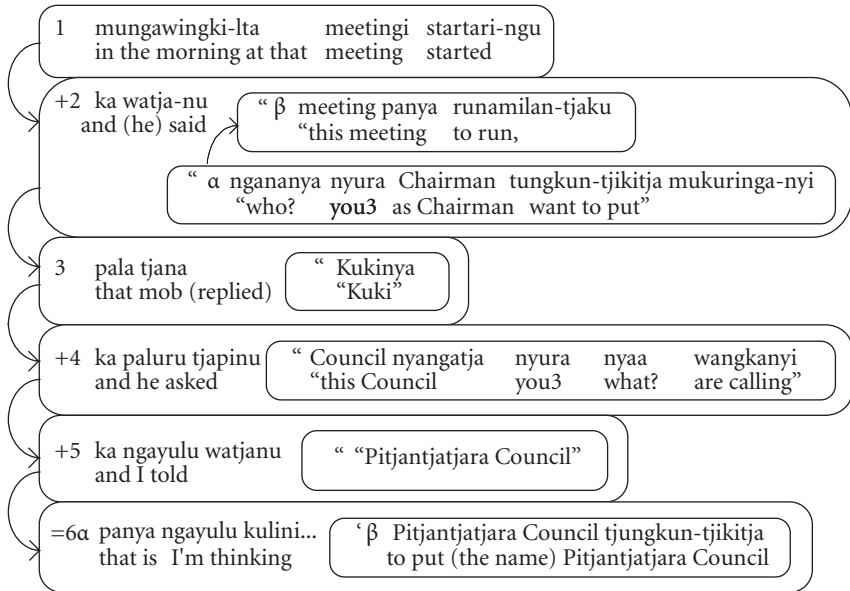 1 mungawingki-lta meetingi startari-ngu
in the morning at that meeting started
+2 ka watja-nu “ β meeting panya runamilan-tjaku
and (he) said “this meeting to run,
“ α ngananya nyura Chairman tungkun-tjikitja mukuringa-nyi
“who? you3 as Chairman want to put”
3 pala tjana “ Kukinya
that mob (replied) “Kuki”
+4 ka paluru tjapinu “ Council nyangatja nyura nyaa wangkanyi
and he asked “this Council you3 what? are calling”
+5 ka ngayulu watjanu “ “Pitjantjatjara Council”
and I told
=6α panya ngayulu kulini... ‘ β Pitjantjatjara Council tjungkun-tjikitja
that is I'm thinking to put (the name) Pitjantjatjara Council